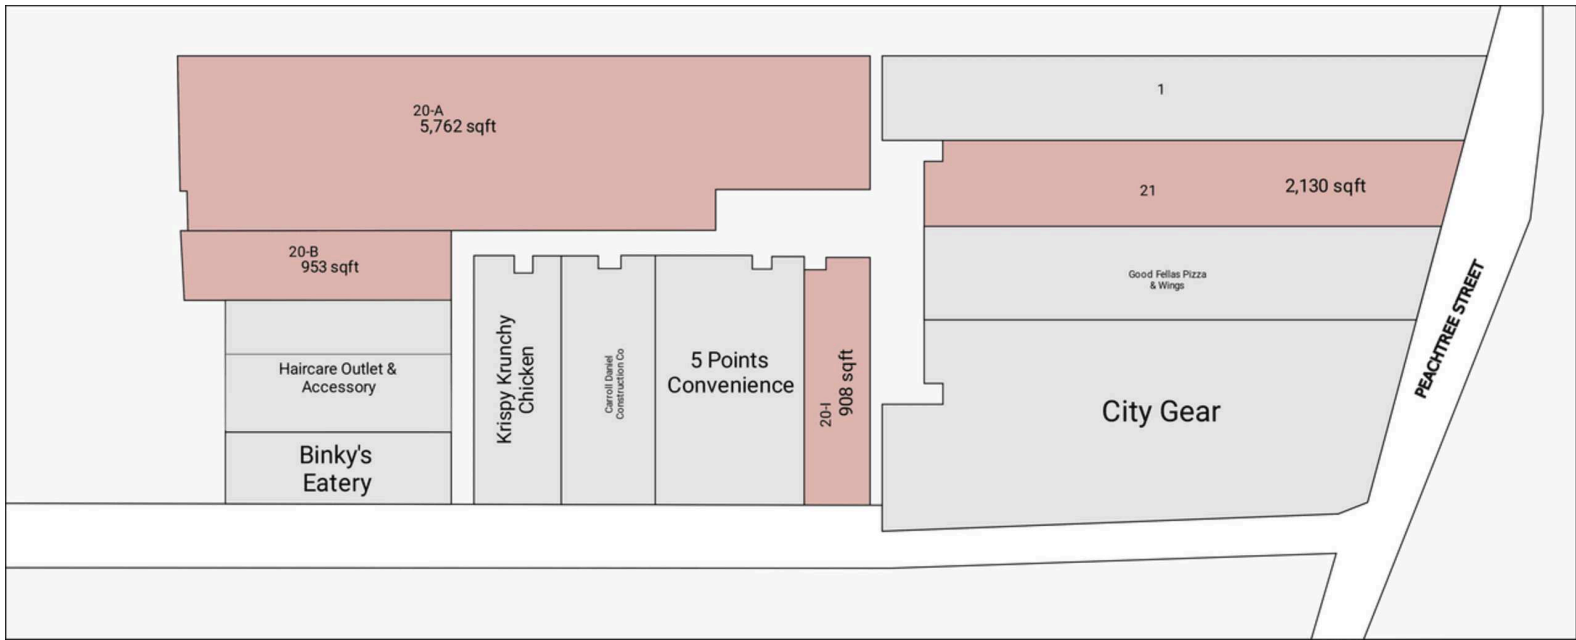 1
20-A
5,762 sqft
21
2,130 sqft
20-B
953 sqft
Good Fellas Pizza
& Wings
PEACHTREE STREET
Haircare Outlet &
Accessory
Krispy Krunchy
Chicken
Carroll Daniel
Construction Co
5 Points
Convenience
20-I
908 sqft
City Gear
Binky's
Eatery